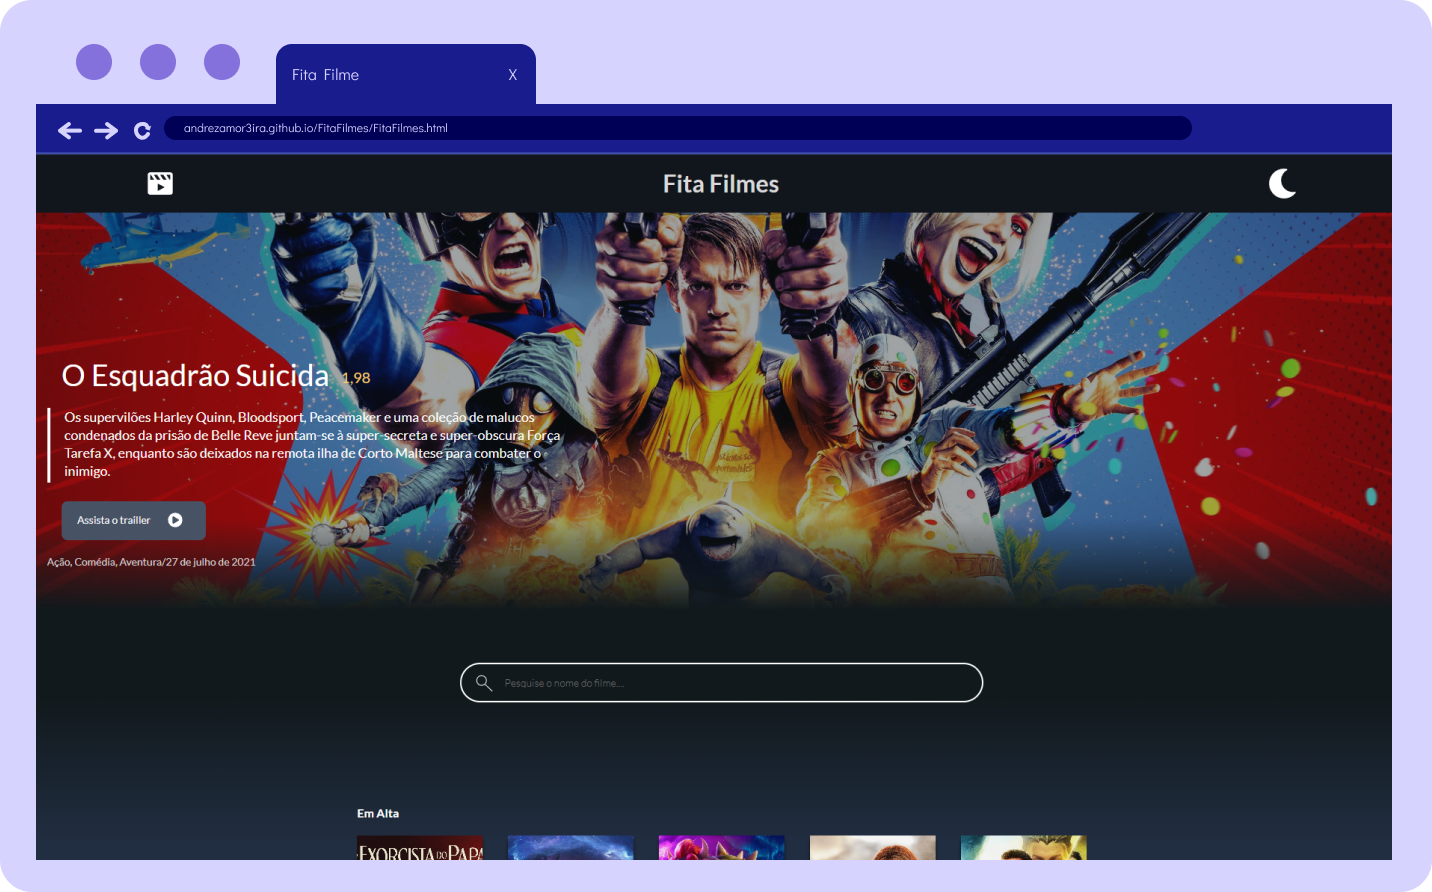 Fita Filme X
andrezamor3ira.github.io/FitaFilmes/FitaFilmes.html
Fita Filmes
O Esquadrão Suicida 1,98
Os supervilões Harley Quinn, Bloodsport, Peacemaker e uma coleção de malucos
condenados da prisão de Belle Reve juntam-se à super-secreta e super-obscura Força
Tarefa X, enquanto são deixados na remota ilha de Corto Maltese para combater o
inimigo.
Assista o trailler
Ação, Comédia, Aventura/27 de julho de 2021
Pesquise o nome do filme...
Em Alta
EXORCISTA DO PAPA